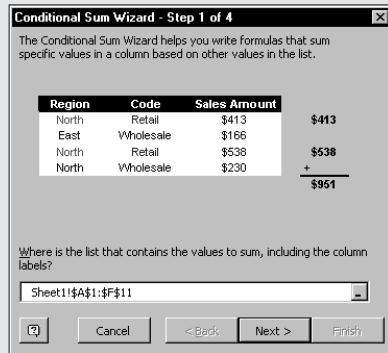 Conditional Sum Wizard - Step 1 of 4
The Conditional Sum Wizard helps you write formulas that sum
specific values in a column based on other values in the list.
Region Code Sales Amount
North Retail $413 $413
East Wholesale $166
North Retail $538 $538
North Wholesale $230 +
$951
Where is the list that contains the values to sum, including the column
labels?
Sheet1!$A$1:$F$11
Cancel < Back Next > Finish